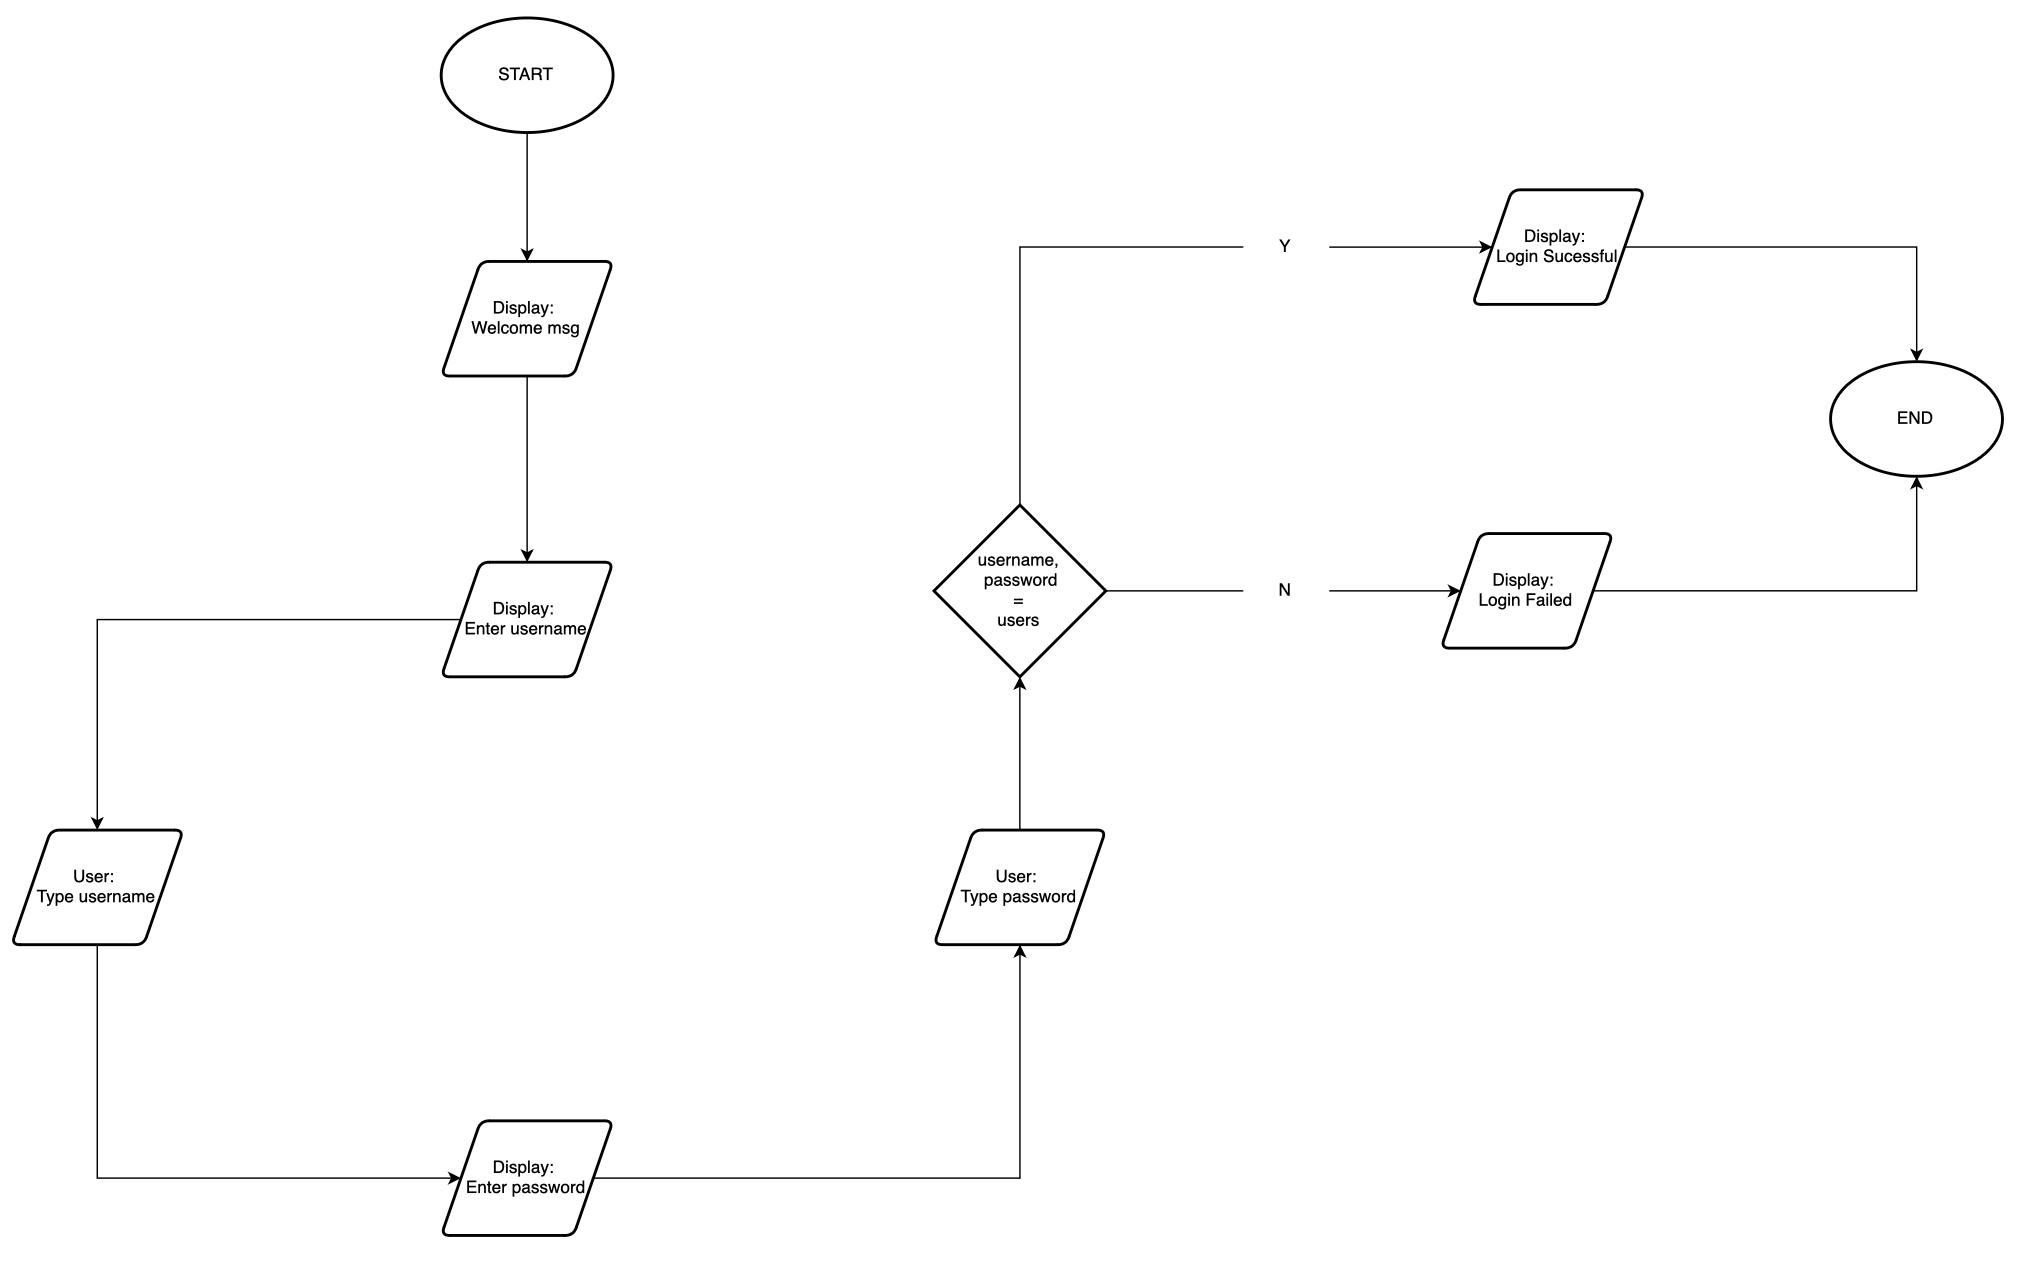 START
Display:
Welcome msg
Display:
Enter username
User:
Type username
Display:
Enter password
User:
Type password
username,
password
=
users
Y
Display:
Login Sucessful
N
Display:
Login Failed
END